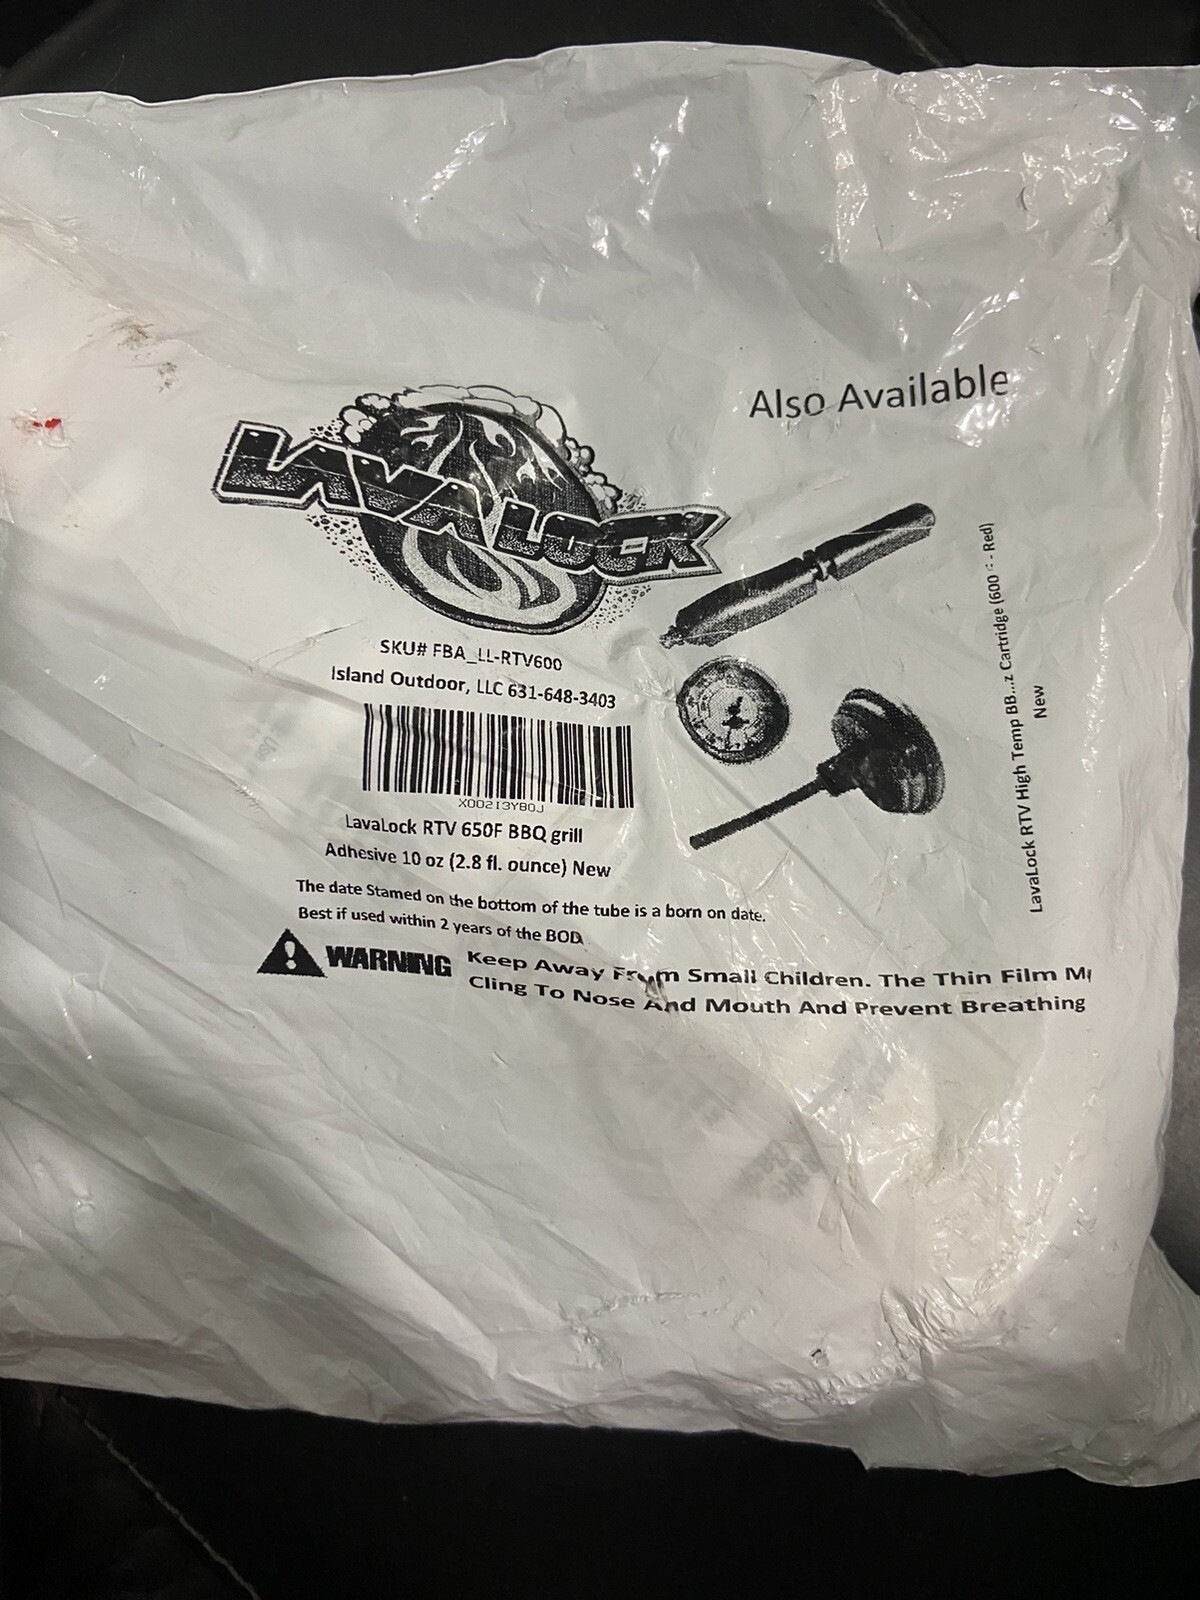 LAVALOCK
SKU# FBA_LL-RTV600
Island Outdoor, LLC 631-648-3403
X002I3YBOJ
LavaLock RTV 650F BBQ grill
Adhesive 10 oz (2.8 fl. ounce) New
The date Stamed on the bottom of the tube is a born on date.
Best if used within 2 years of the BOD
WARNING
Keep Away From Small Children. The Thin Film
Cling To Nose And Mouth And Prevent Breathing
Also Available
LavaLock RTV High Temp BB...z Cartridge (600 - Red)
New